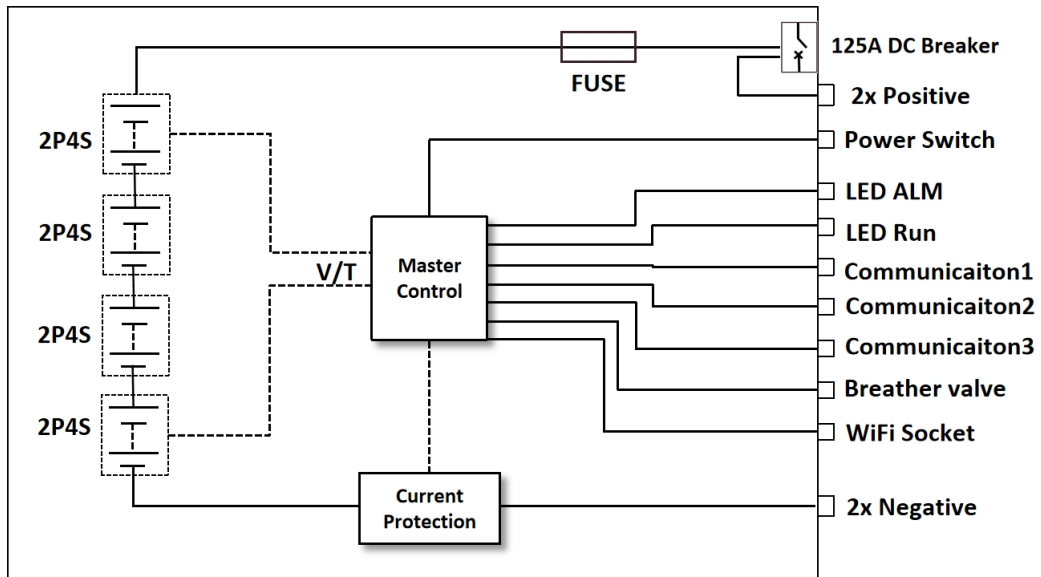 125A DC Breaker
FUSE
2x Positive
2P4S
Power Switch
LED ALM
2P4S
LED Run
V/T
Master
Control
Communicaiton1
Communicaiton2
2P4S
Communicaiton3
Breather valve
2P4S
WiFi Socket
Current
Protection
2x Negative